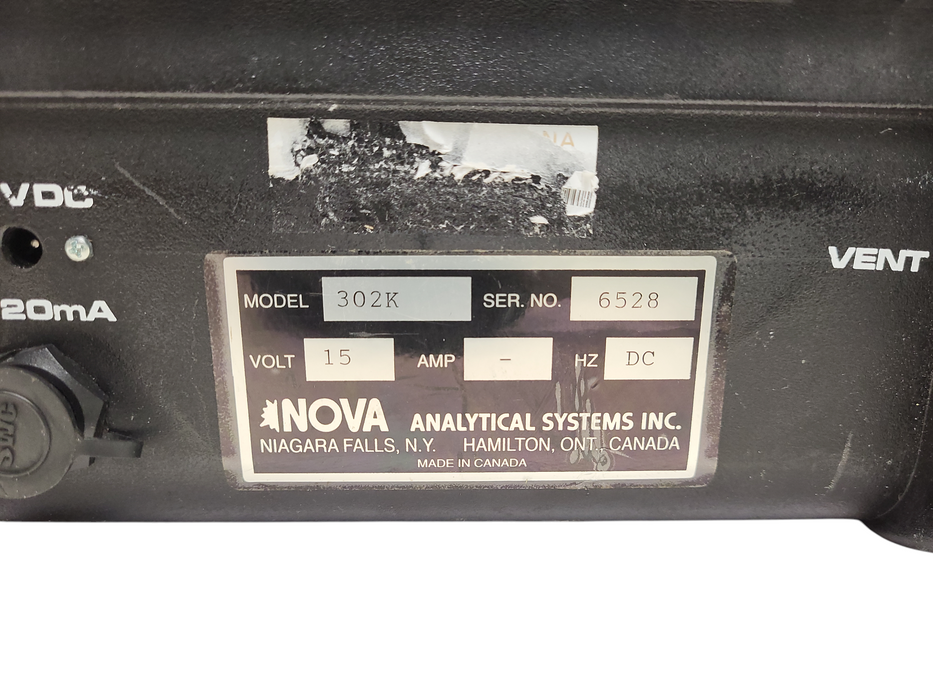 NA
VDC
VENT
20mA
MODEL 302K SER. NO. 6528
VOLT 15 AMP – HZ DC
NOVA ANALYTICAL SYSTEMS INC.
NIAGARA FALLS, N.Y. HAMILTON, ONT. CANADA
MADE IN CANADA